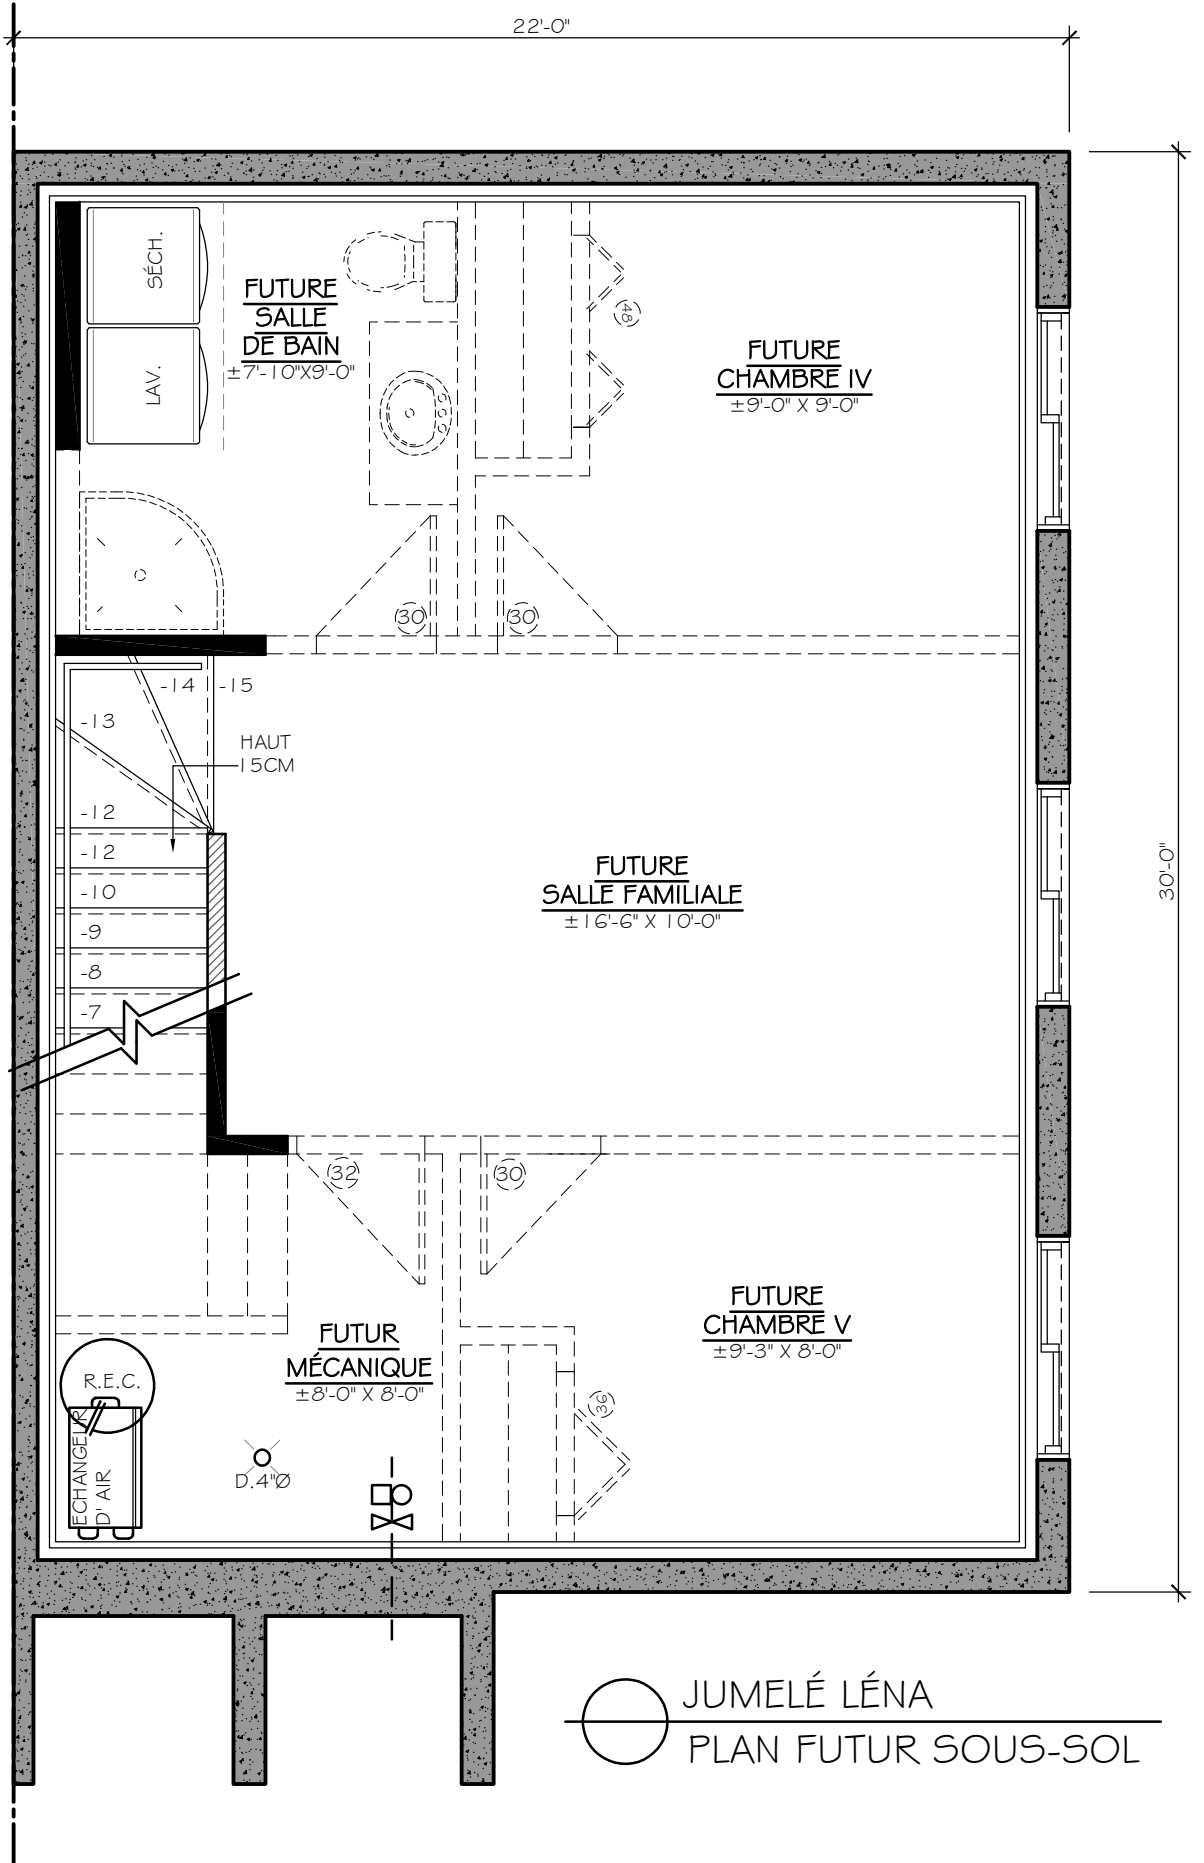 22'-0"
SÉCH.
LAV.
FUTURE
SALLE
DE BAIN
±7'-10"X9'-0"
48
FUTURE
CHAMBRE IV
±9'-0" X 9'-0"
30
30
-14
-15
-13
HAUT
15CM
-12
-12
-10
-9
-8
-7
FUTURE
SALLE FAMILIALE
±16'-6" X 10'-0"
30'-0"
32
30
FUTUR
MÉCANIQUE
±8'-0" X 8'-0"
FUTURE
CHAMBRE V
±9'-3" X 8'-0"
36
R.E.C.
ECHANGEUR
D' AIR
D.4"Ø
JUMELÉ LÉNA
PLAN FUTUR SOUS-SOL